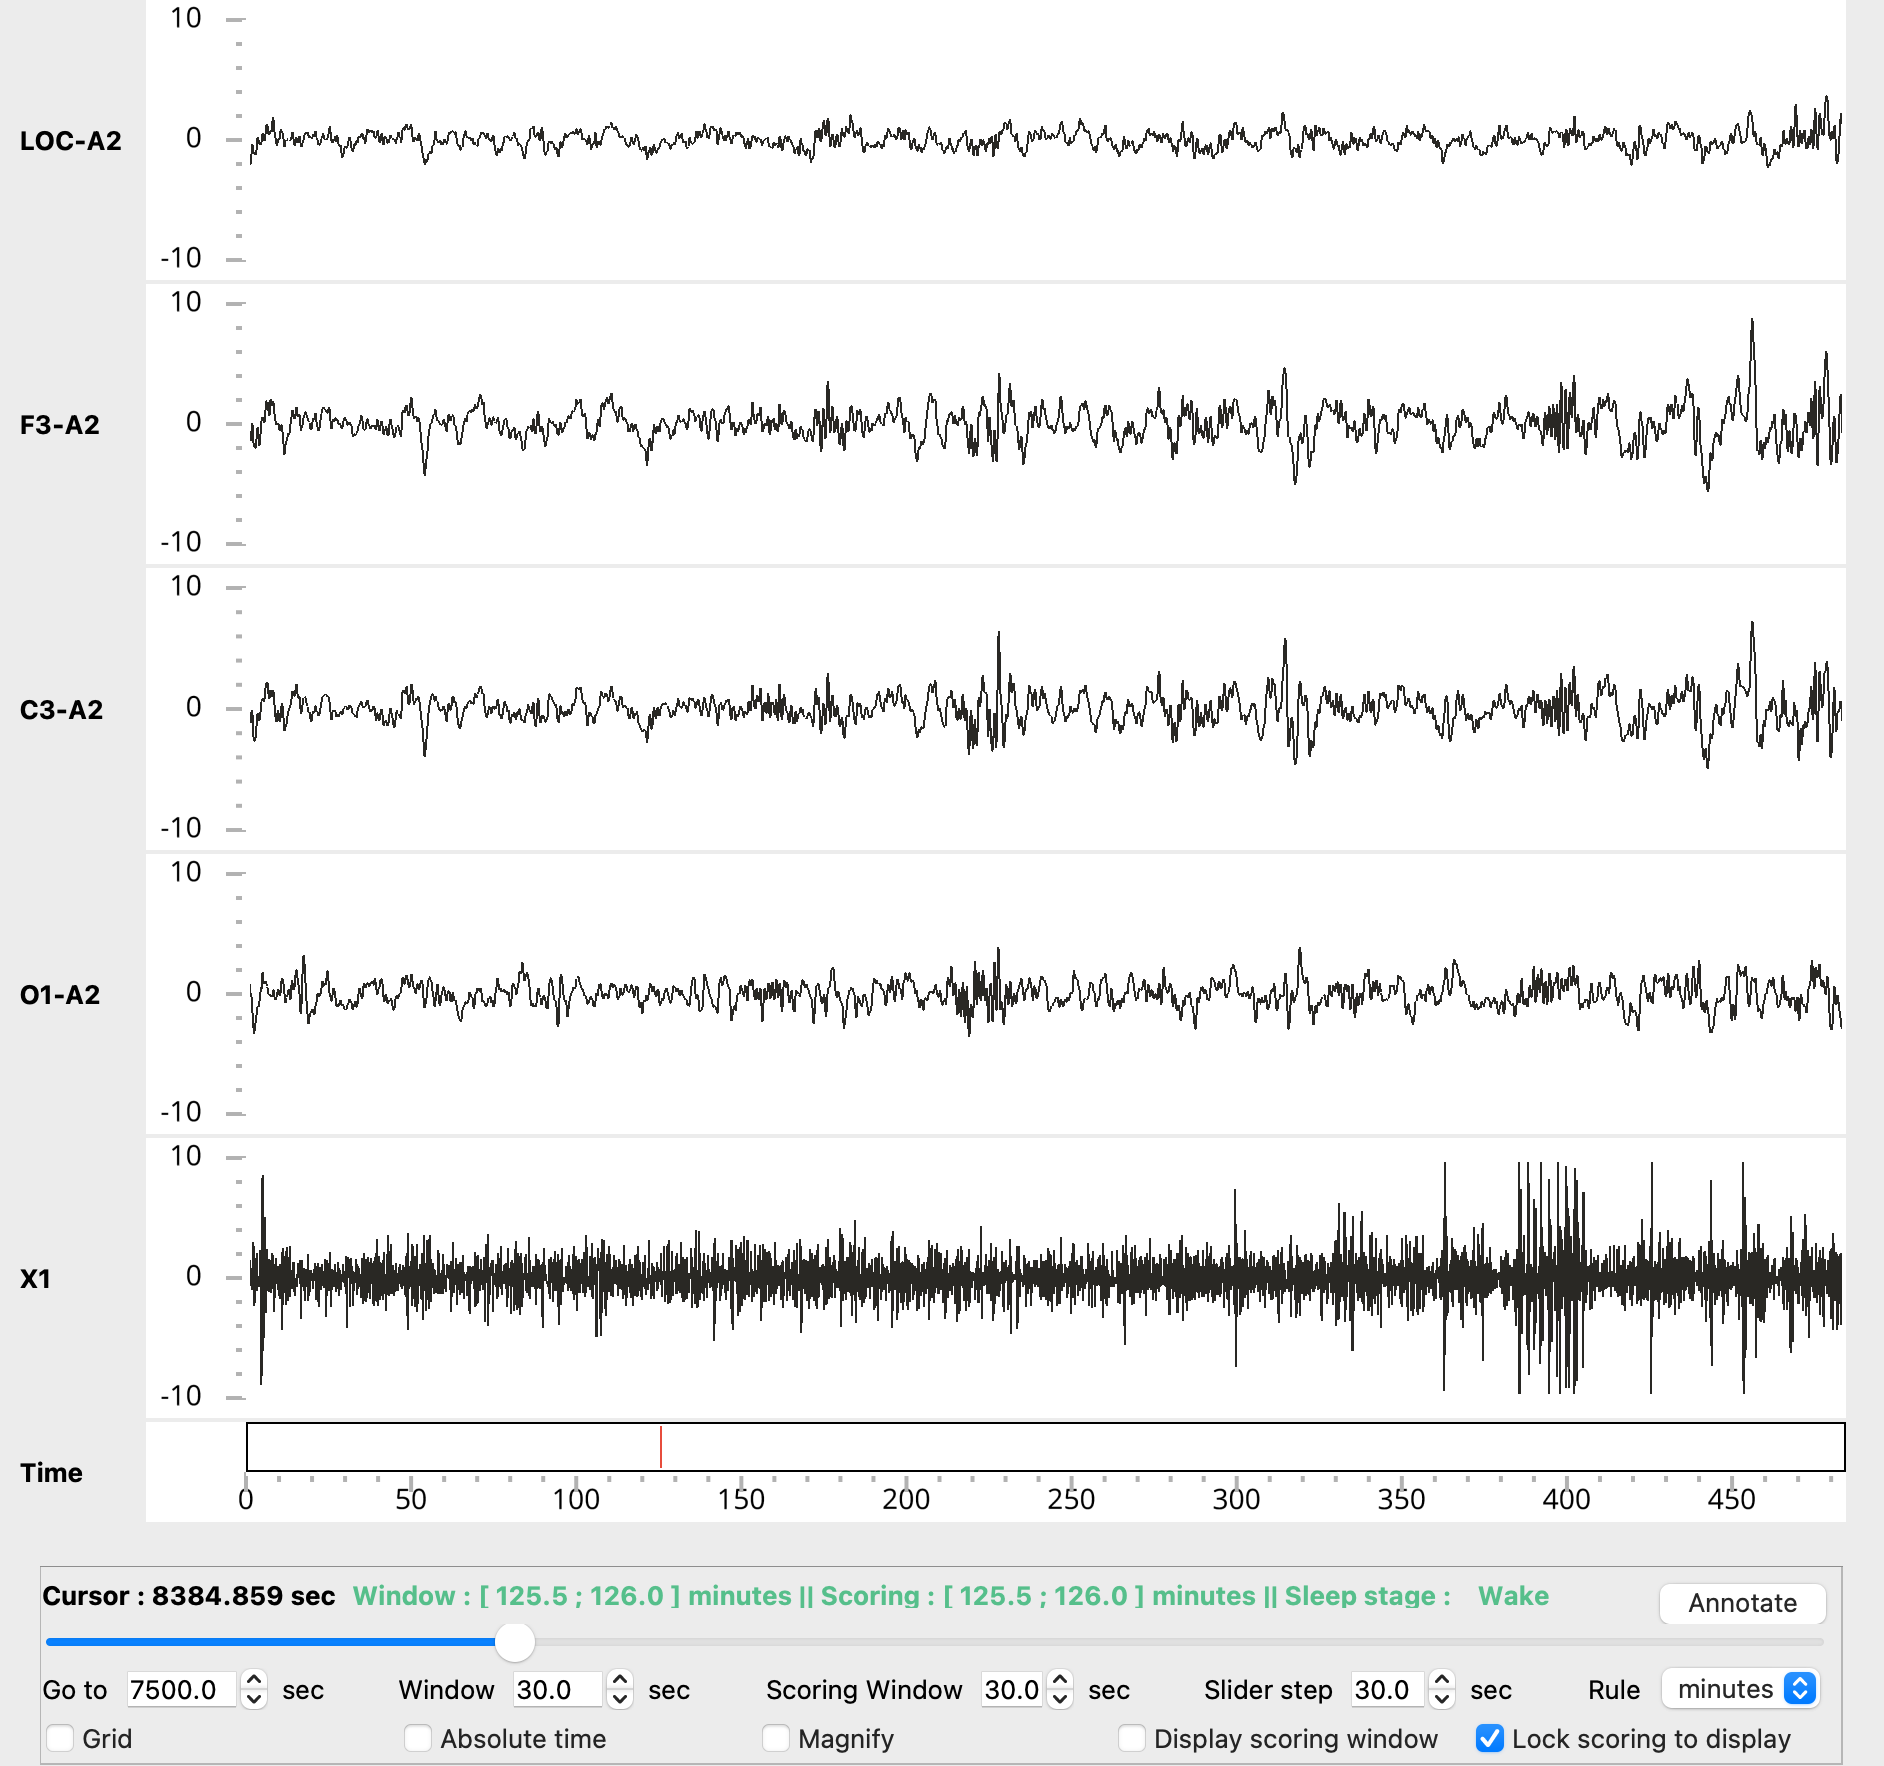 10
LOC-A2 0
-10
10
F3-A2 0
-10
10
C3-A2 0
-10
10
O1-A2 0
-10
10
X1 0
-10
Time
0 50 100 150 200 250 300 350 400 450
Cursor : 8384.859 sec Window : [ 125.5 ; 126.0 ] minutes || Scoring : [ 125.5 ; 126.0 ] minutes || Sleep stage : Wake Annotate
Go to 7500.0 sec Window 30.0 sec Scoring Window 30.0 sec Slider step 30.0 sec Rule minutes
Grid Absolute time Magnify Display scoring window Lock scoring to display